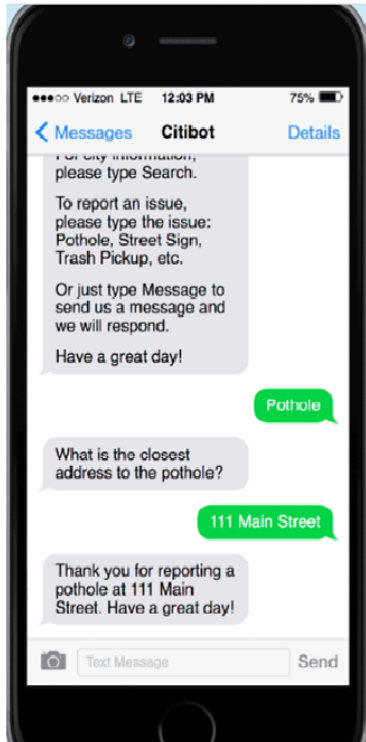 Verizon LTE 12:03 PM 75%
Messages Citibot Details
For city information,
please type Search.
To report an issue,
please type the issue:
Pothole, Street Sign,
Trash Pickup, etc.
Or just type Message to
send us a message and
we will respond.
Have a great day!
Pothole
What is the closest
address to the pothole?
111 Main Street
Thank you for reporting a
pothole at 111 Main
Street. Have a great day!
Text Message Send